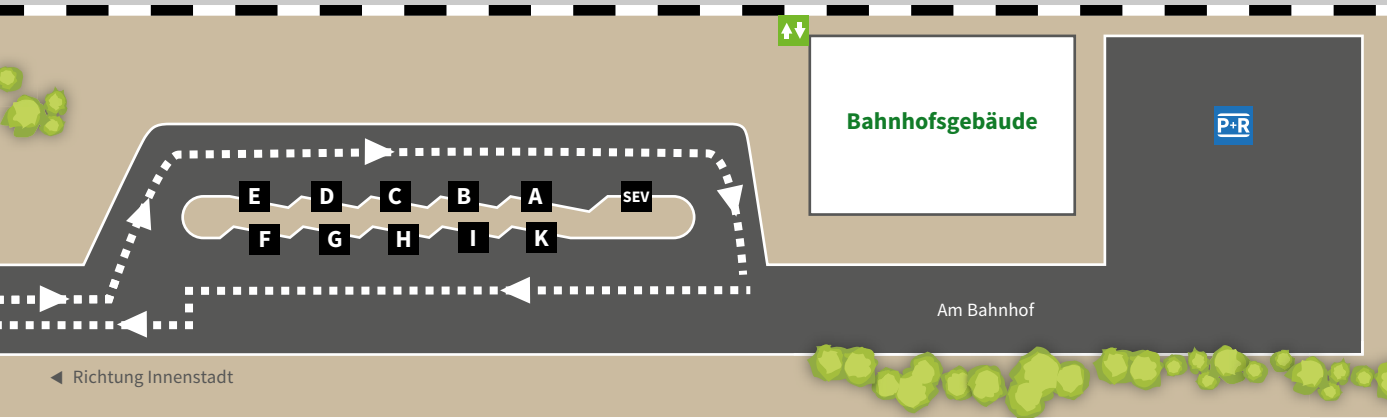 Bahnhofsgebäude
P+R
E D C B A SEV
F G H I K
Am Bahnhof
Richtung Innenstadt